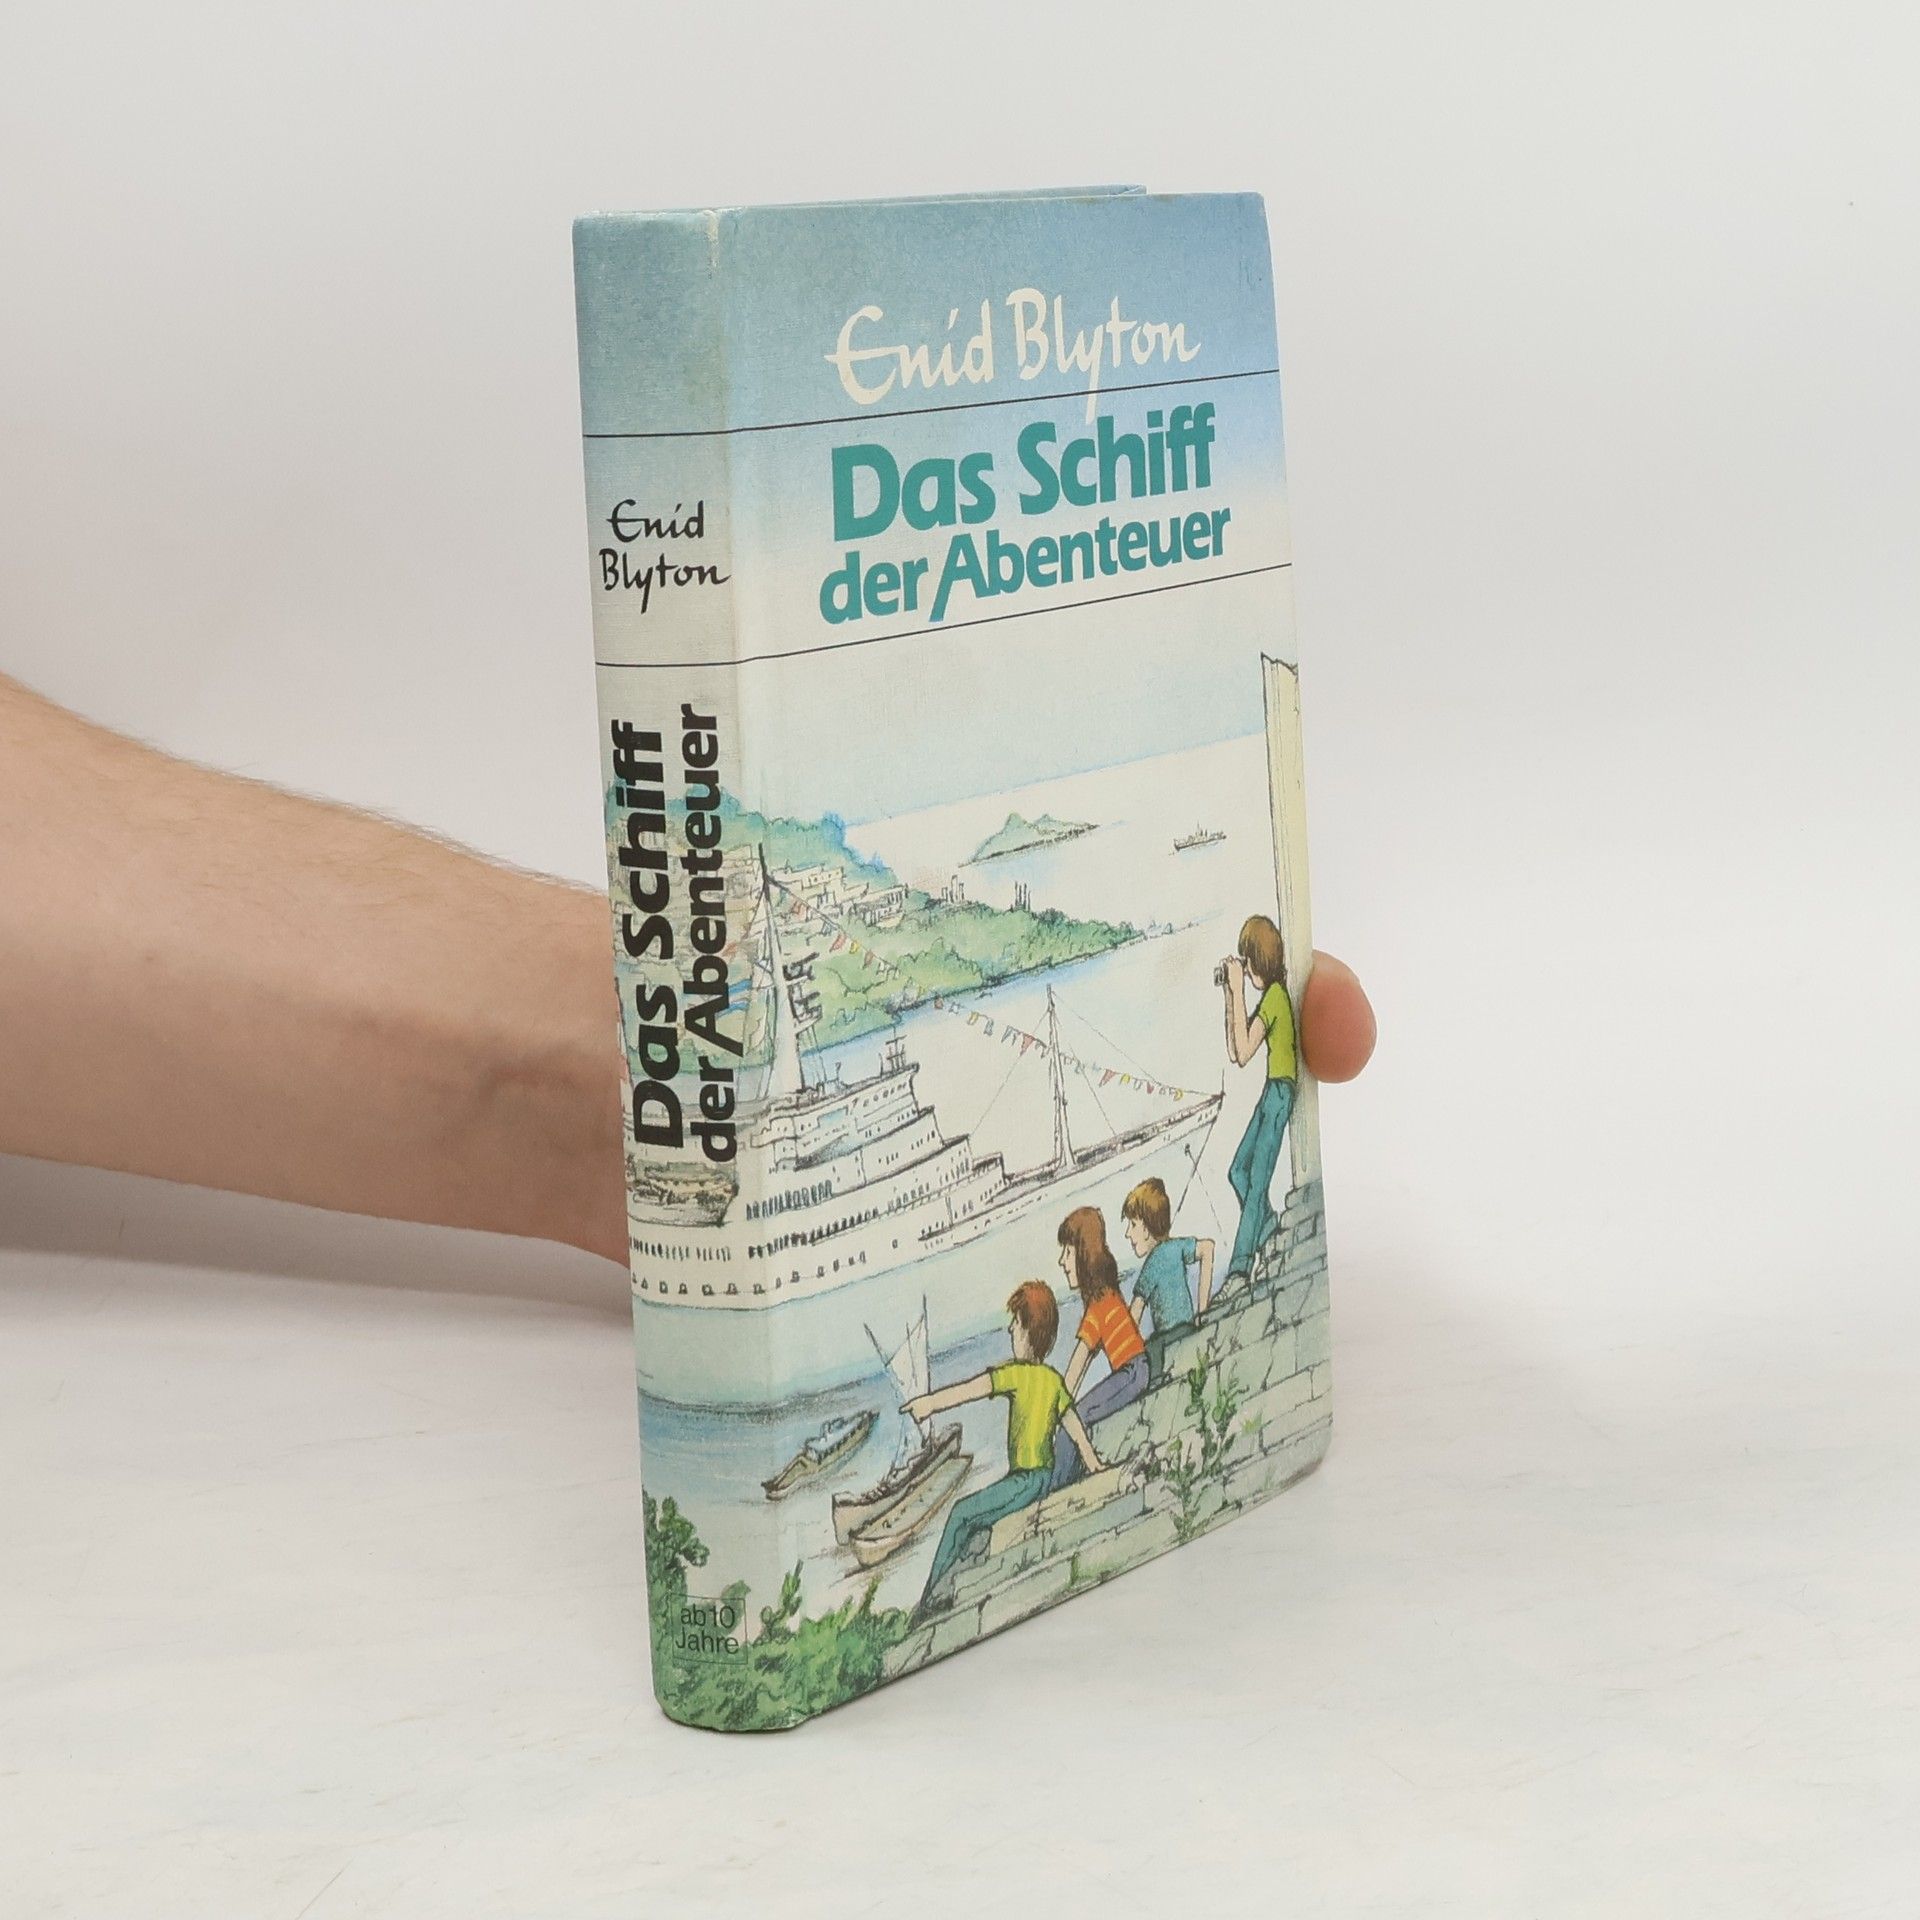 Enid Blyton
Das Schiff
der Abenteuer
Enid
Blyton
Das Schiff
der Abenteuer
ab 10
Jahre